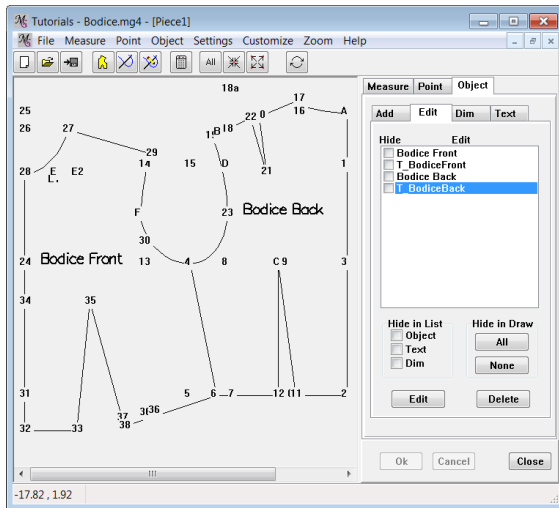 Tutorials - Bodice.mg4 - [Piece1]
File Measure Point Object Settings Customize Zoom Help
All
Measure Point Object
Add Edit Dim Text
Hide Edit
Bodice Front
T_BodiceFront
Bodice Back
T_BodiceBack
Hide in List Hide in Draw
Object
Text
Dim
All
None
Edit Delete
Ok Cancel Close
18a
17
25 22 0 16 A
26 27 B 18
29
28 E E2 14 15 D 21 1
L.
F 23 Bodice Back
30
24 Bodice Front 13 4 8 C 9 3
34 35
31 5 6 7 12 11 2
37 36
32 33 38
-17.82 , 1.92